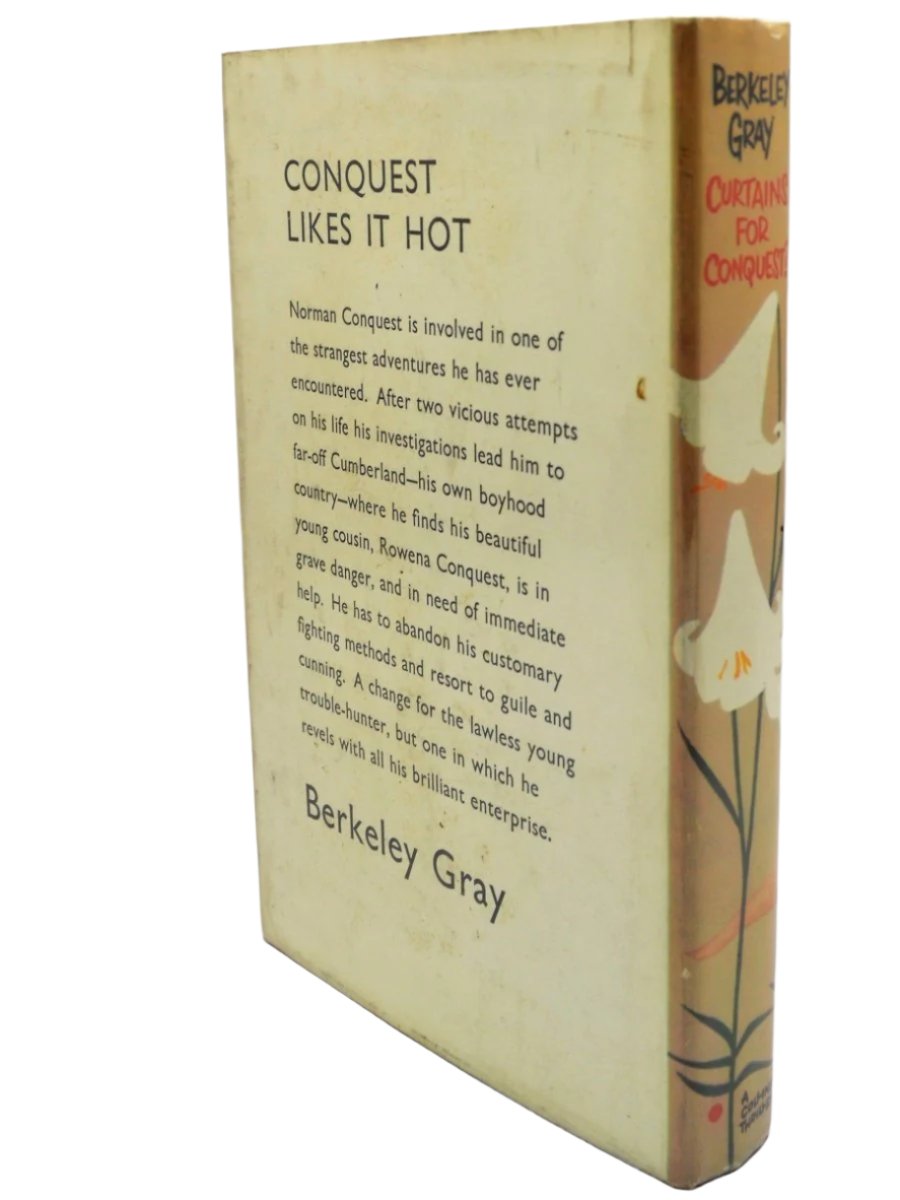 CONQUEST
LIKES IT HOT
Norman Conquest is involved in one of
the strangest adventures he has ever
encountered. After two vicious attempts
on his life his investigations lead him to
far-off Cumberland—his own boyhood
country—where he finds his beautiful
young cousin, Rowena Conquest, is in
grave danger, and in need of immediate
help. He has to abandon his customary
fighting methods and resort to guile and
cunning. A change for the lawless young
trouble-hunter, but one in which he
revels with all his brilliant enterprise.
Berkeley Gray
BERKELEY
GRAY
CURTAINS
FOR
CONQUEST?
A